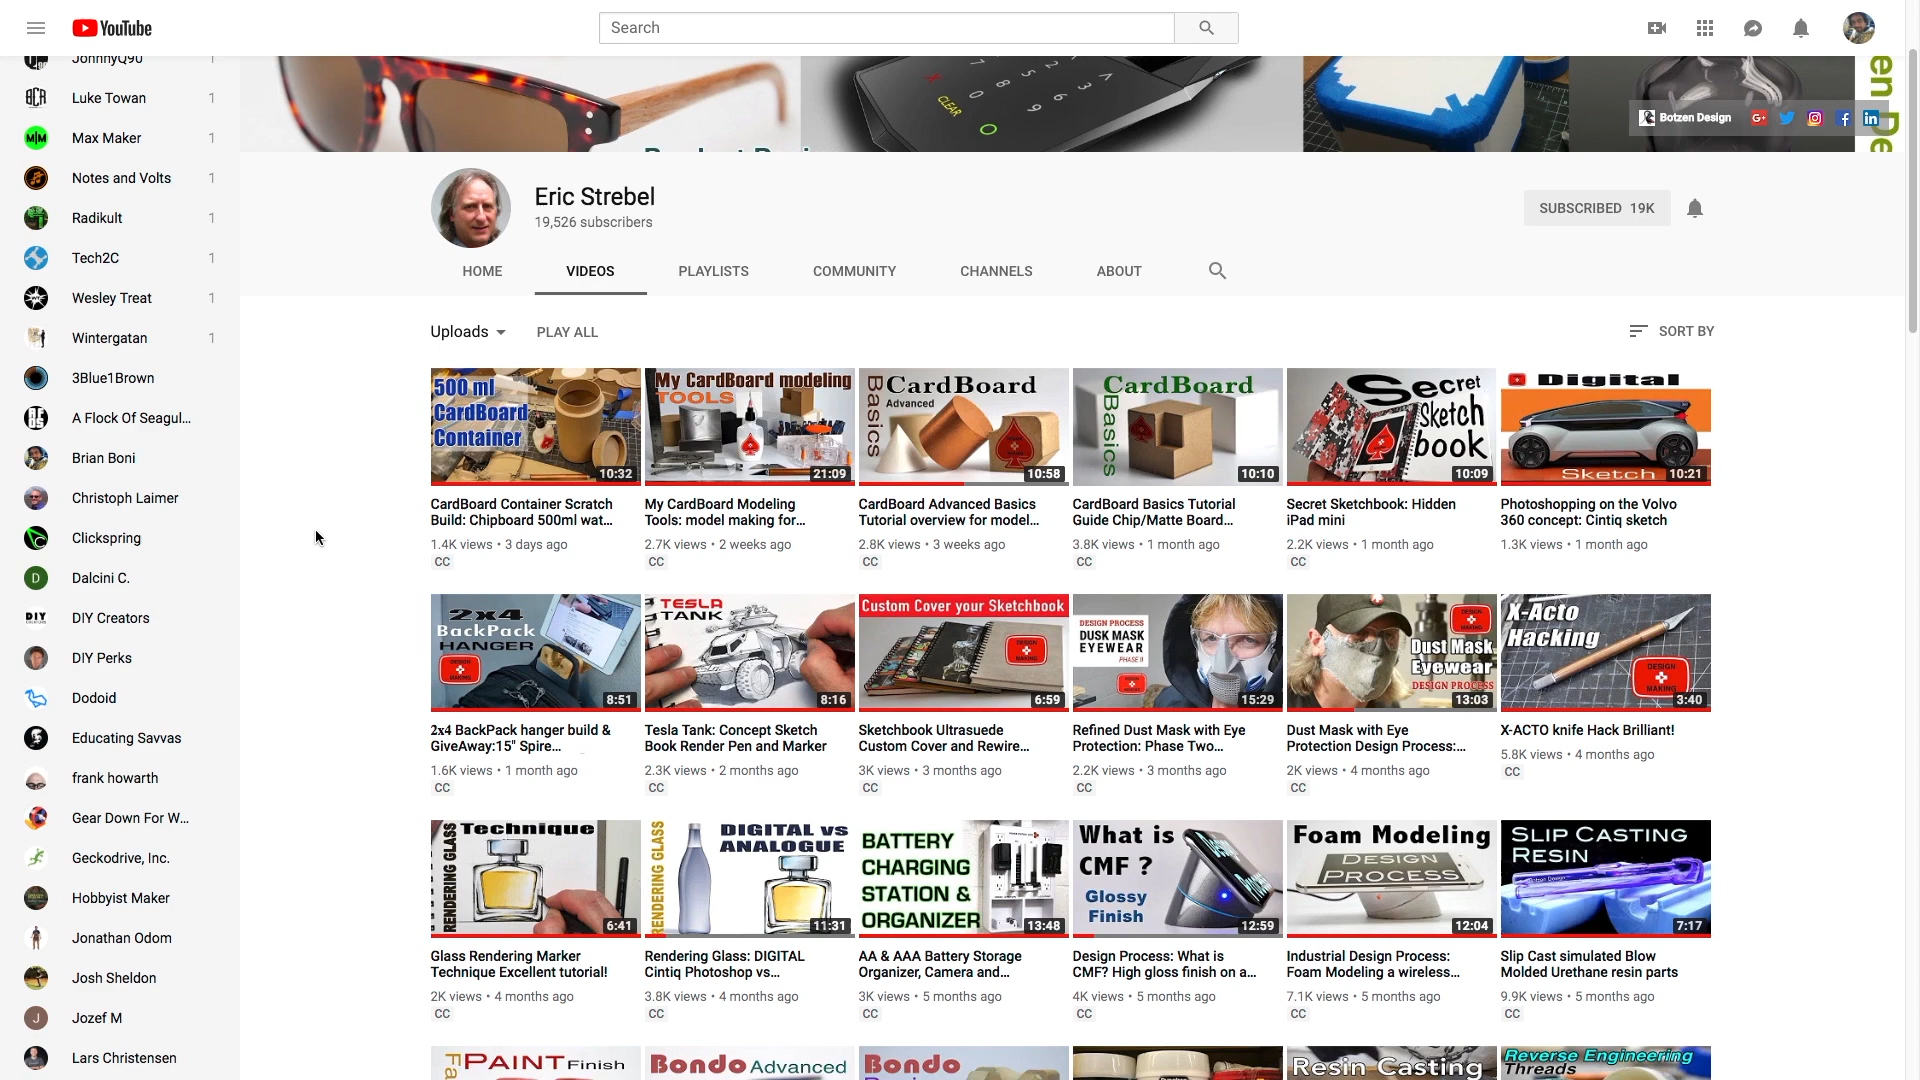 YouTube
Search
JohnnyQ90 1
Luke Towan 1
Max Maker 1
Notes and Volts 1
Radikult 1
Tech2C 1
Wesley Treat 1
Wintergatan 1
3Blue1Brown
A Flock Of Seagul...
Brian Boni
Christoph Laimer
Clickspring
Dalcini C.
DIY Creators
DIY Perks
Dodoid
Educating Savvas
frank howarth
Gear Down For W...
Geckodrive, Inc.
Hobbyist Maker
Jonathan Odom
Josh Sheldon
Jozef M
Lars Christensen
CLEAR
Botzen Design
en De
Eric Strebel
19,526 subscribers
SUBSCRIBED 19K
HOME
VIDEOS
PLAYLISTS
COMMUNITY
CHANNELS
ABOUT
Uploads
PLAY ALL
SORT BY
500 ml
CardBoard
Container
10:32
CardBoard Container Scratch
Build: Chipboard 500ml wat...
1.4K views • 3 days ago
CC
My CardBoard modeling
TOOLS
21:09
My CardBoard Modeling
Tools: model making for...
2.7K views • 2 weeks ago
CC
CardBoard
Advanced
Basics
10:58
CardBoard Advanced Basics
Tutorial overview for model...
2.8K views • 3 weeks ago
CC
CardBoard
Basics
10:10
CardBoard Basics Tutorial
Guide Chip/Matte Board...
3.8K views • 1 month ago
CC
Secret
Sketch
book
10:09
Secret Sketchbook: Hidden
iPad mini
2.2K views • 1 month ago
CC
Digital
Sketch
10:21
Photoshopping on the Volvo
360 concept: Cintiq sketch
1.3K views • 1 month ago
2x4
BackPack
HANGER
8:51
2x4 BackPack hanger build &
GiveAway:15" Spire...
1.6K views • 1 month ago
CC
TESLA
TANK
8:16
Tesla Tank: Concept Sketch
Book Render Pen and Marker
2.3K views • 2 months ago
CC
Custom Cover your Sketchbook
6:59
Sketchbook Ultrasuede
Custom Cover and Rewire...
3K views • 3 months ago
CC
DESIGN PROCESS
DUSK MASK
EYEWEAR
PHASE II
15:29
Refined Dust Mask with Eye
Protection: Phase Two...
2.2K views • 3 months ago
CC
Dust Mask
Eyewear
DESIGN PROCESS
13:03
Dust Mask with Eye
Protection Design Process:...
2K views • 4 months ago
CC
X-Acto
Hacking
DESIGN
MAKING
3:40
X-ACTO knife Hack Brilliant!
5.8K views • 4 months ago
CC
Technique
RENDERING GLASS
6:41
Glass Rendering Marker
Technique Excellent tutorial!
2K views • 4 months ago
CC
DIGITAL vs
ANALOGUE
RENDERING GLASS
11:31
Rendering Glass: DIGITAL
Cintiq Photoshop vs...
3.8K views • 4 months ago
CC
BATTERY
CHARGING
STATION &
ORGANIZER
13:48
AA & AAA Battery Storage
Organizer, Camera and...
3K views • 5 months ago
CC
What is
CMF ?
Glossy
Finish
12:59
Design Process: What is
CMF? High gloss finish on a...
4K views • 5 months ago
CC
Foam Modeling
DESIGN
PROCESS
12:04
Industrial Design Process:
Foam Modeling a wireless...
7.1K views • 5 months ago
CC
SLIP CASTING
RESIN
7:17
Slip Cast simulated Blow
Molded Urethane resin parts
9.9K views • 5 months ago
CC
PAINT Finish
Bondo Advanced
Bondo
Resin Casting
Reverse Engineering
Threads